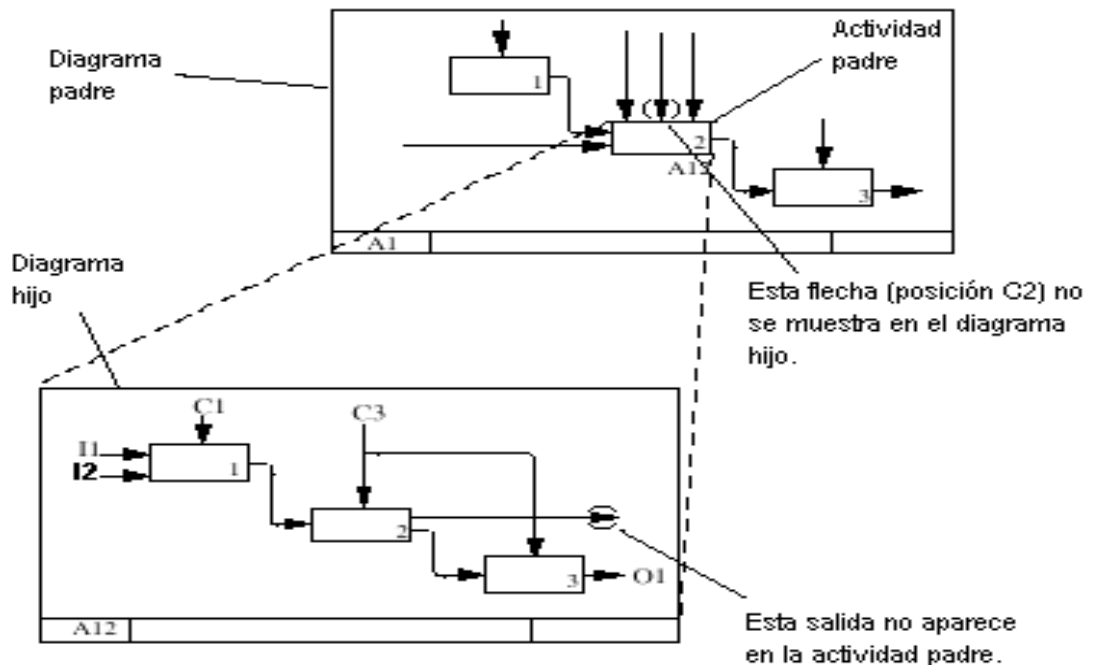 Diagrama
padre
Actividad
padre
1
( )
2
A12
3
A1
Diagrama
hijo
Esta flecha (posición C2) no
se muestra en el diagrama
hijo.
C1
C3
I1
I2
1
2
3
O1
A12
Esta salida no aparece
en la actividad padre.